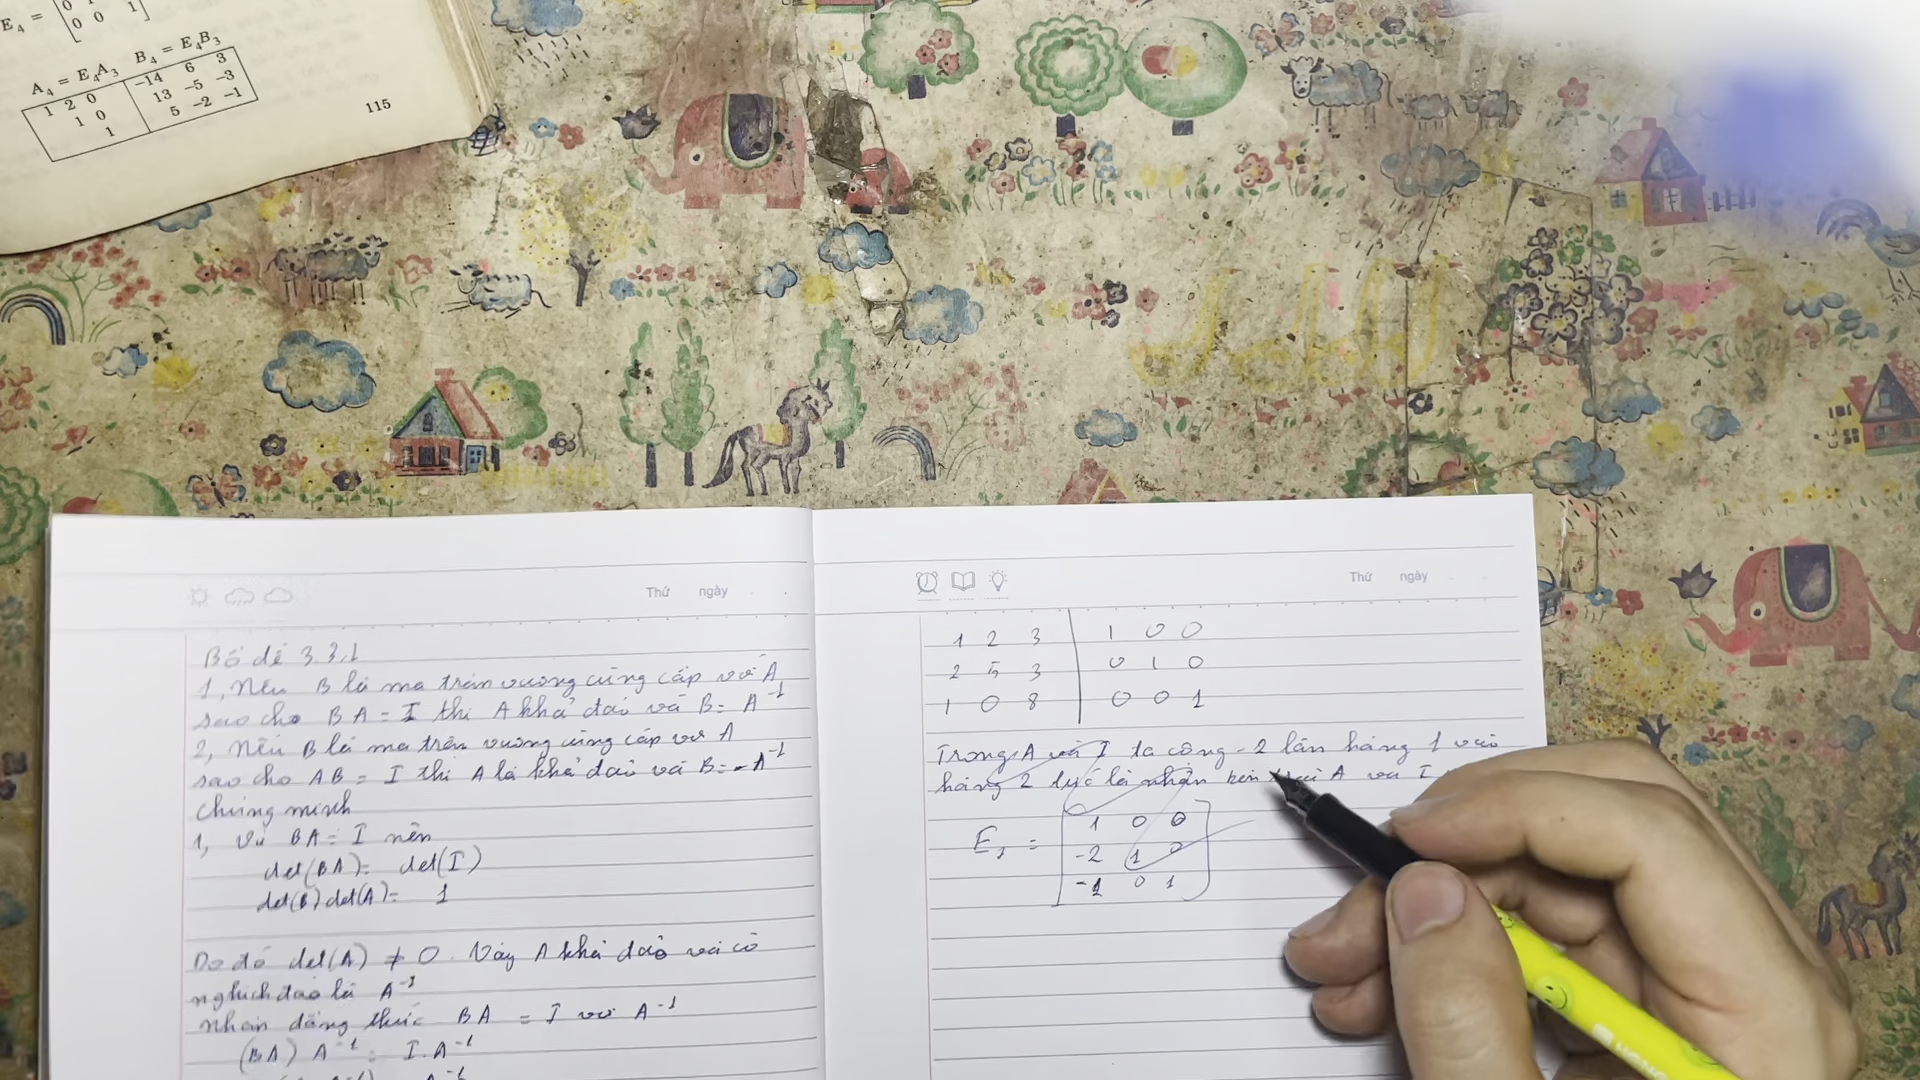 E₄ =
0 0 1
A₄ = E₄A₃ B₄ = E₄B₃
1 2 0 -14 6 3
1 0 13 -5 -3
1 5 -2 -1
115
Thứ ngày
Bổ đề 3.3.1
1, Nếu B là ma trận vuông cùng cấp với A
sao cho BA = I thì A khả đảo và B = A⁻¹
2, Nếu B là ma trận vuông cùng cấp với A
sao cho AB = I thì A là khả đảo và B = A⁻¹
Chứng minh
1, Vì BA = I nên
det(BA) = det(I)
det(B) det(A) = 1
Do đó det(A) ≠ 0. Vậy A khả đảo và có
nghịch đảo là A⁻¹
Nhân đẳng thức BA = I với A⁻¹
(BA) A⁻¹ = I.A⁻¹
Thứ ngày
1 2 3 | 1 0 0
2 5 3 | 0 1 0
1 0 8 | 0 0 1
Trong A và I ta cộng -2 lần hàng 1 vào
hàng 2 tức là nhân bên trái A và I
E₁ = 1 0 0
-2 1 0
-1 0 1